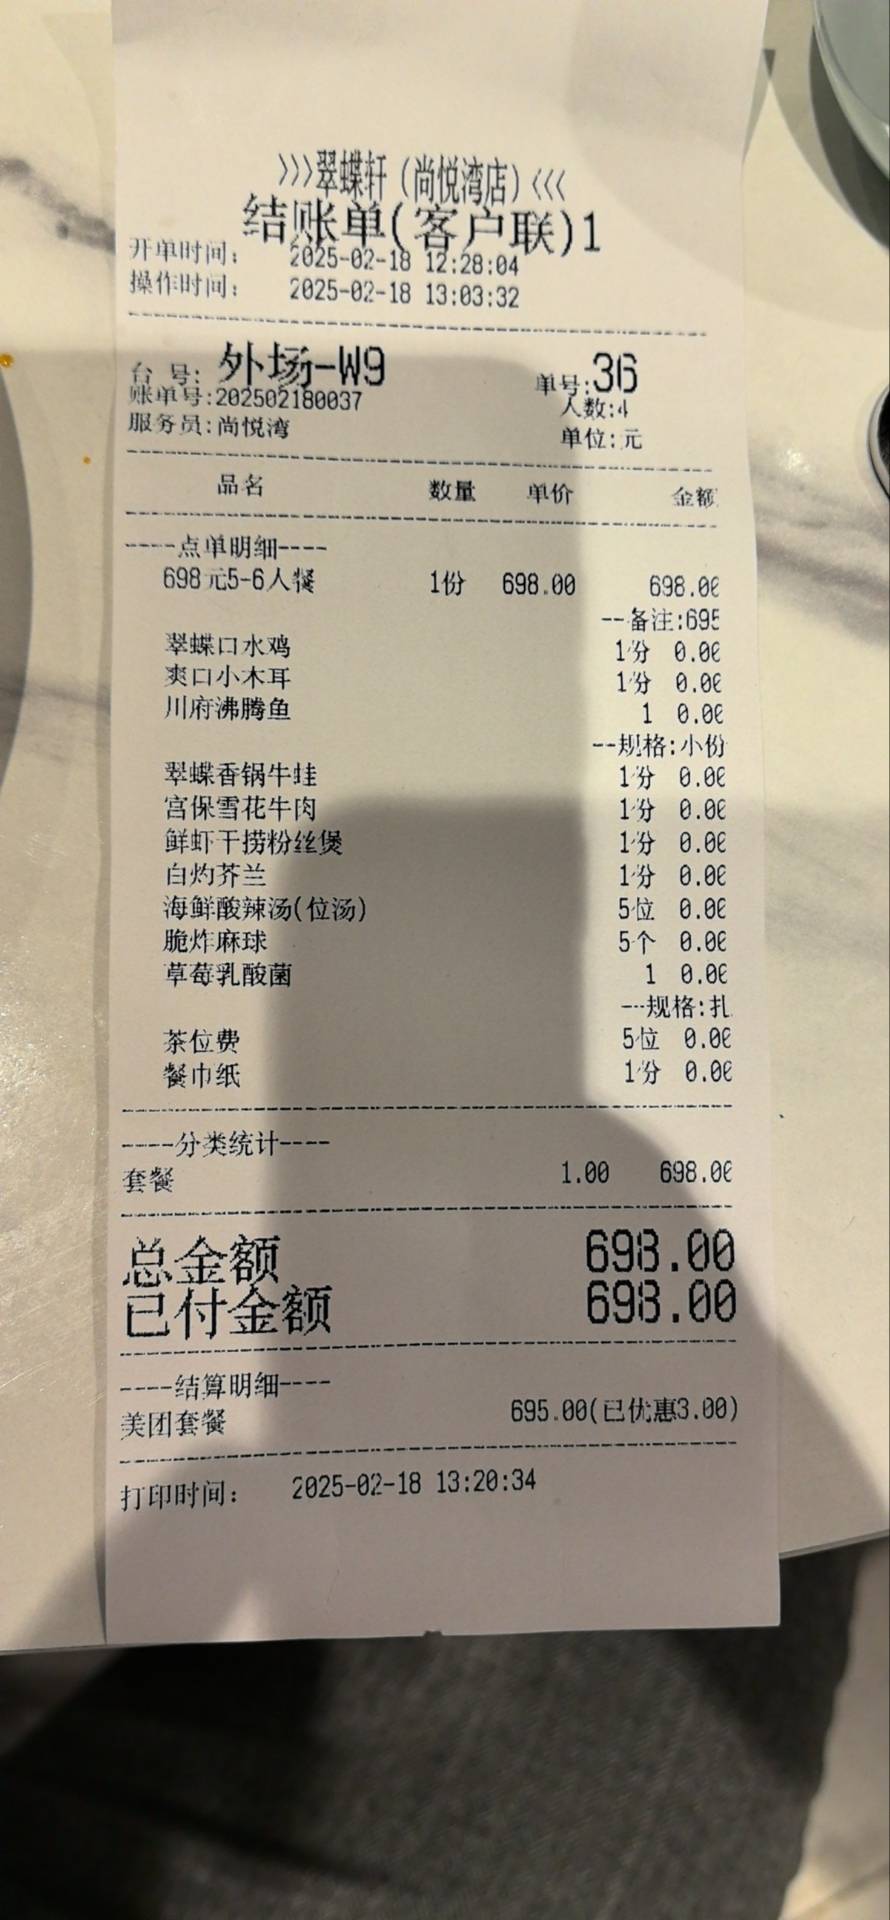 >>>翠蝶轩（尚悦湾店）<<<
结账单(客户联)1
开单时间: 2025-02-18 12:28:04
操作时间: 2025-02-18 13:03:32
台 号: 外场-W9 单号:36
账单号:202502180037 人数:4
服务员:尚悦湾 单位:元
品名 数量 单价 金额
----点单明细----
698元5-6人餐 1份 698.00 698.00
--备注:695
翠蝶口水鸡 1份 0.00
爽口小木耳 1份 0.00
川府沸腾鱼 1 0.00
--规格:小份
翠蝶香锅牛蛙 1份 0.00
宫保雪花牛肉 1份 0.00
鲜虾干捞粉丝煲 1份 0.00
白灼芥兰 1份 0.00
海鲜酸辣汤(位汤) 5位 0.00
脆炸麻球 5个 0.00
草莓乳酸菌 1 0.00
--规格:扎
茶位费 5位 0.00
餐巾纸 1份 0.00
----分类统计----
套餐 1.00 698.00
总金额 698.00
已付金额 698.00
----结算明细----
美团套餐 695.00(已优惠3.00)
打印时间: 2025-02-18 13:20:34